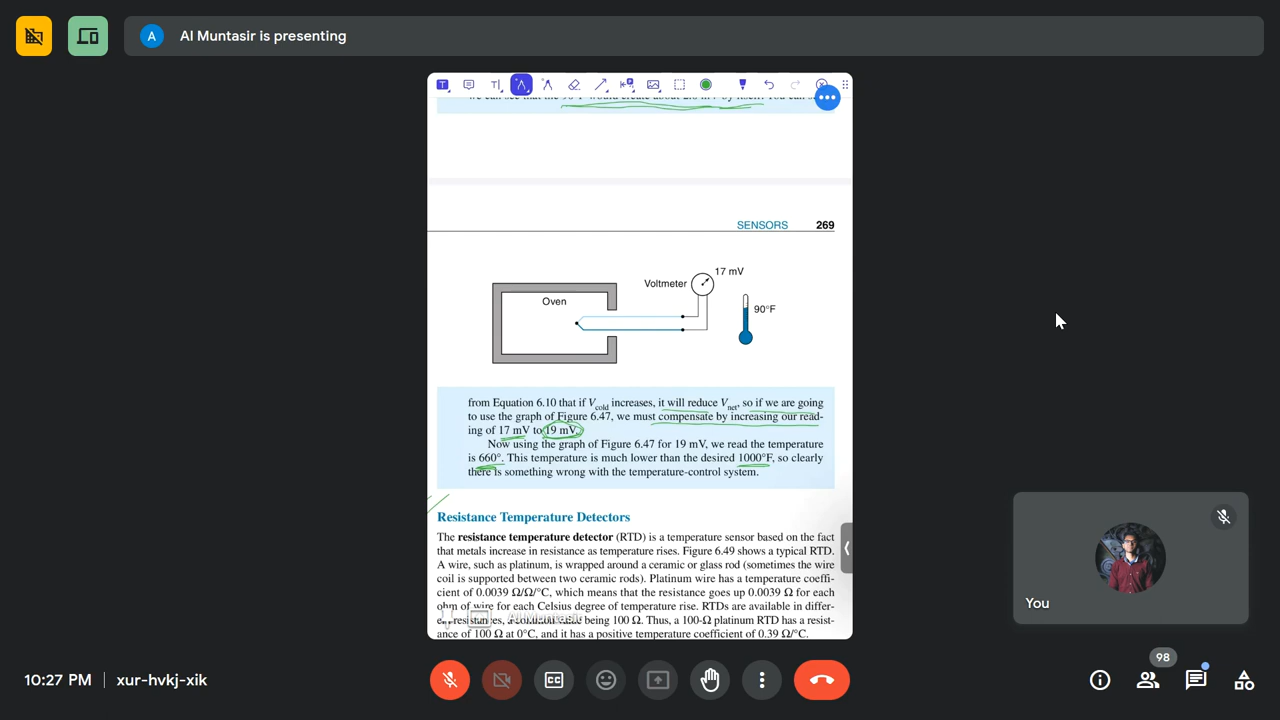 Al Muntasir is presenting
A
SENSORS 269
17 mV
Voltmeter
Oven
90°F
from Equation 6.10 that if Vcold increases, it will reduce Vnet, so if we are going
to use the graph of Figure 6.47, we must compensate by increasing our read-
ing of 17 mV to 19 mV.
Now using the graph of Figure 6.47 for 19 mV, we read the temperature
is 660°. This temperature is much lower than the desired 1000°F, so clearly
there is something wrong with the temperature-control system.
Resistance Temperature Detectors
The resistance temperature detector (RTD) is a temperature sensor based on the fact
that metals increase in resistance as temperature rises. Figure 6.49 shows a typical RTD.
A wire, such as platinum, is wrapped around a ceramic or glass rod (sometimes the wire
coil is supported between two ceramic rods). Platinum wire has a temperature coeffi-
cient of 0.0039 Ω/Ω/°C, which means that the resistance goes up 0.0039 Ω for each
ohm of wire for each Celsius degree of temperature rise. RTDs are available in differ-
being 100 Ω. Thus, a 100-Ω platinum RTD has a resist-
ance of 100 Ω at 0°C, and it has a positive temperature coefficient of 0.39 Ω/°C.
You
98
10:27 PM | xur-hvkj-xik